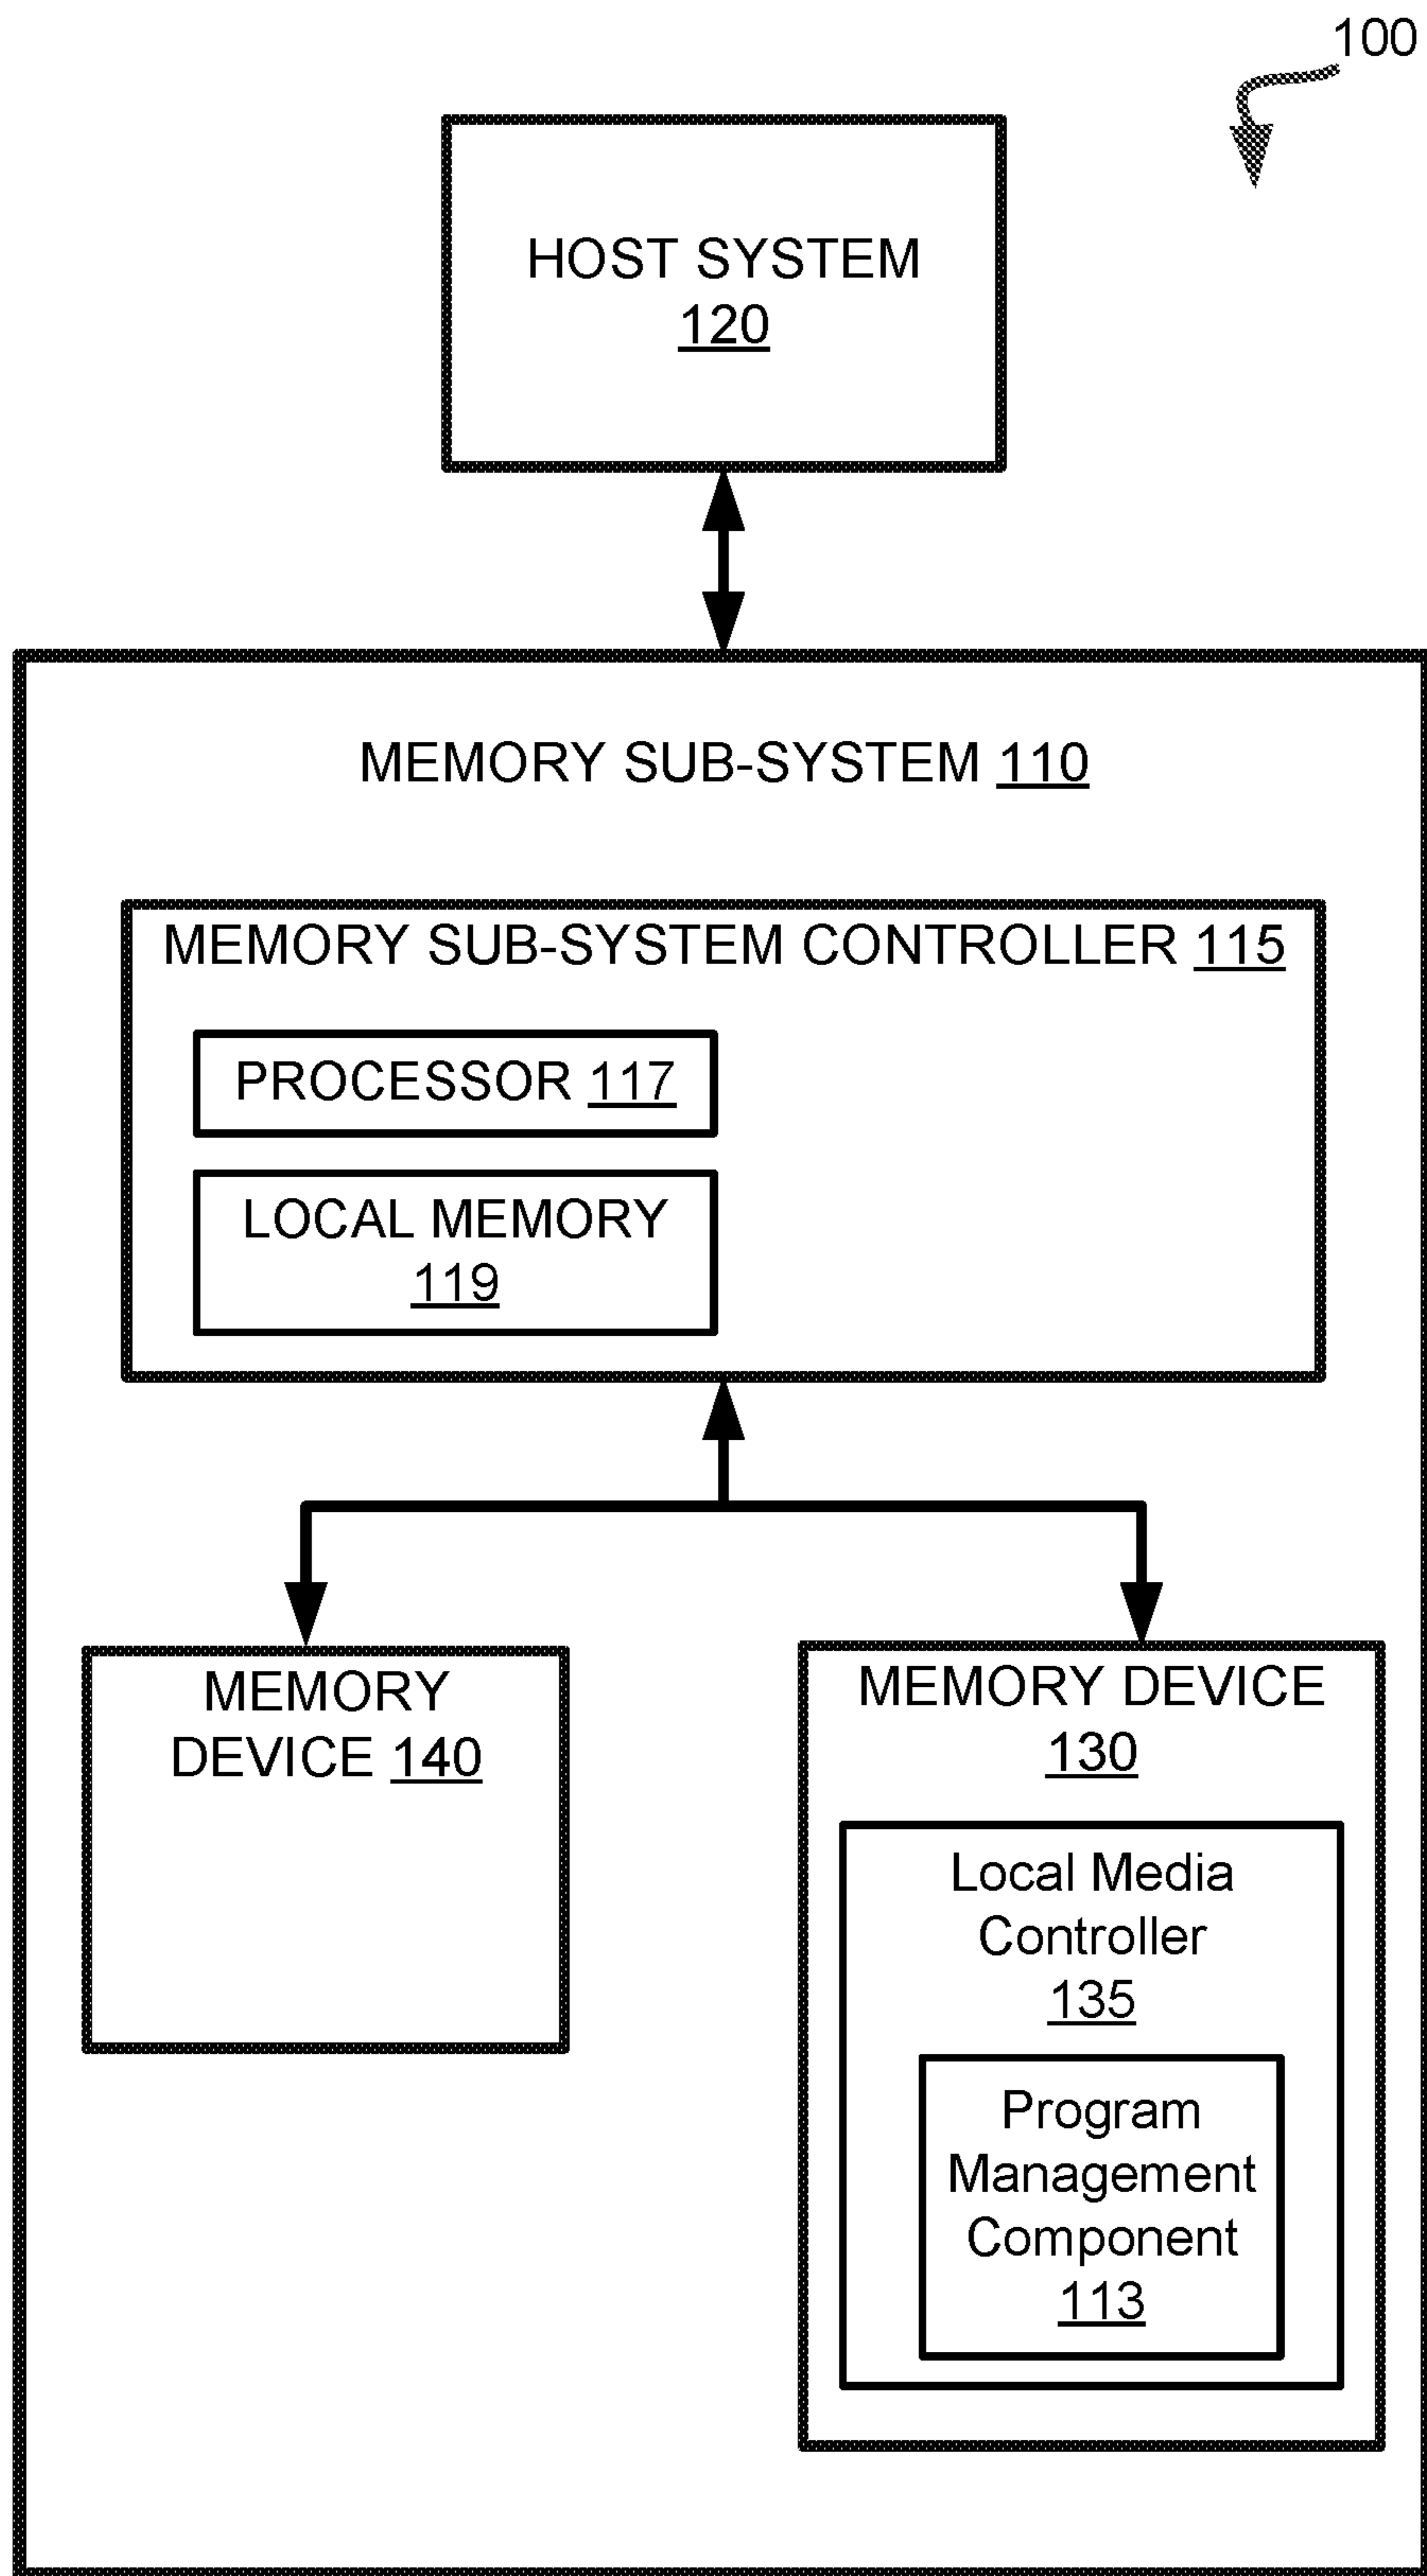 100
HOST SYSTEM
120
MEMORY SUB-SYSTEM 110
MEMORY SUB-SYSTEM CONTROLLER 115
PROCESSOR 117
LOCAL MEMORY
119
MEMORY
DEVICE 140
MEMORY DEVICE
130
Local Media
Controller
135
Program
Management
Component
113